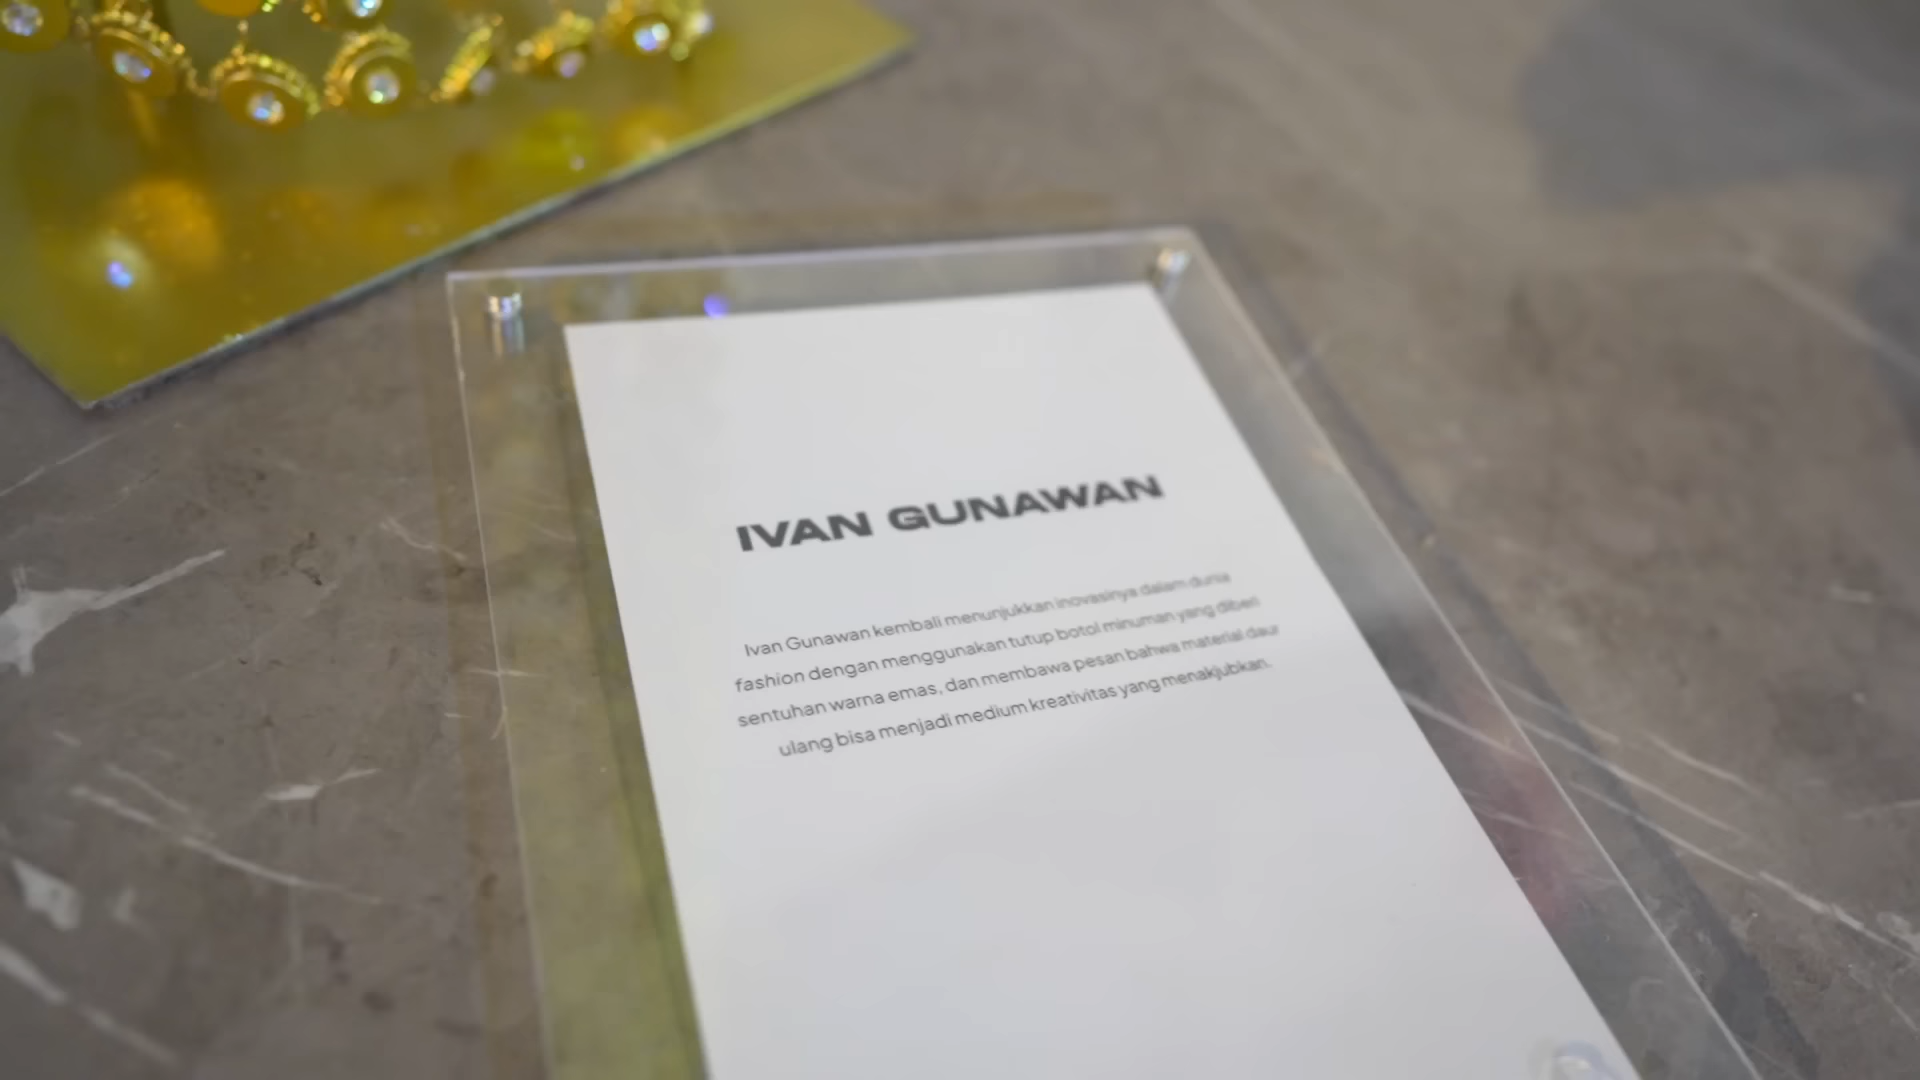 IVAN GUNAWAN
Ivan Gunawan kembali menunjukkan inovasinya dalam dunia
fashion dengan menggunakan tutup botol minuman yang diberi
sentuhan warna emas, dan membawa pesan bahwa material daur
ulang bisa menjadi medium kreativitas yang menakjubkan.